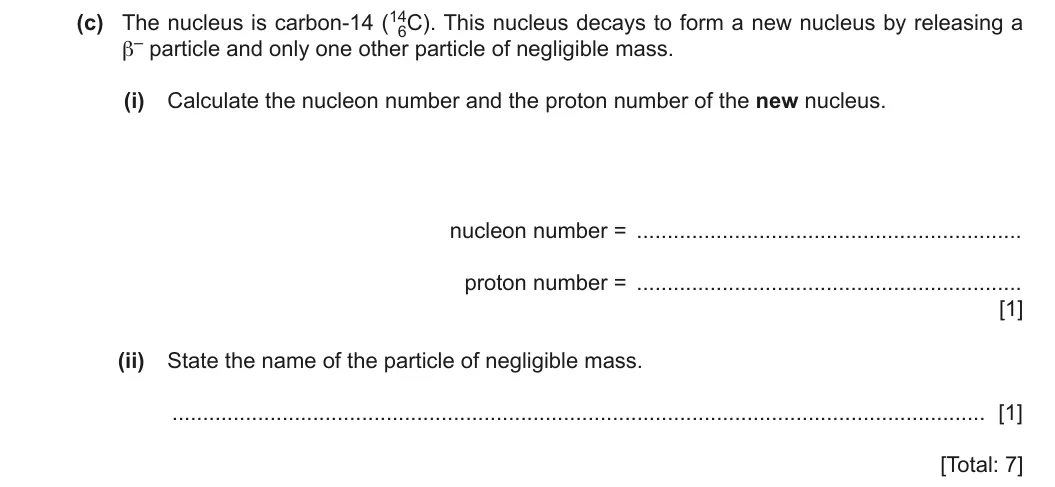 (c) The nucleus is carbon-14 (¹⁴₆C). This nucleus decays to form a new nucleus by releasing a
β⁻ particle and only one other particle of negligible mass.
(i) Calculate the nucleon number and the proton number of the new nucleus.
nucleon number = ...............................................................
proton number = ...............................................................
[1]
(ii) State the name of the particle of negligible mass.
...................................................................................................................................... [1]
[Total: 7]